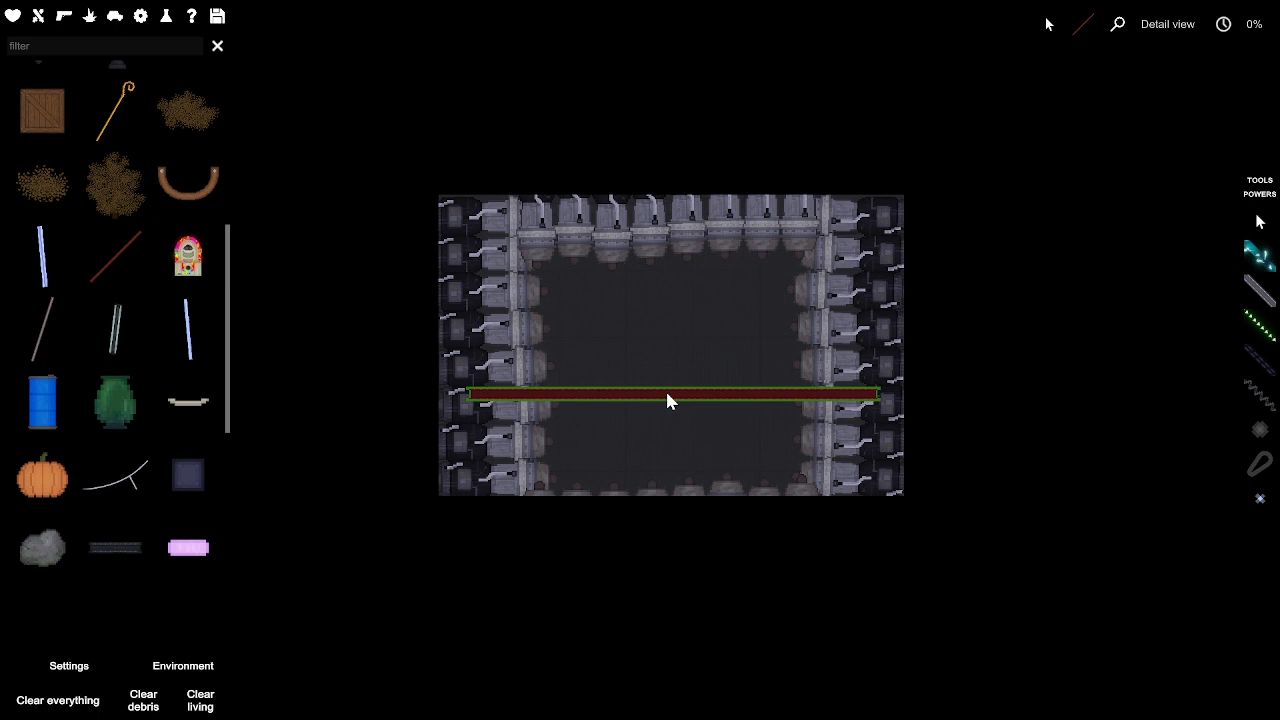 filter
Detail view
0%
TOOLS
POWERS
Settings
Environment
Clear everything
Clear
debris
Clear
living